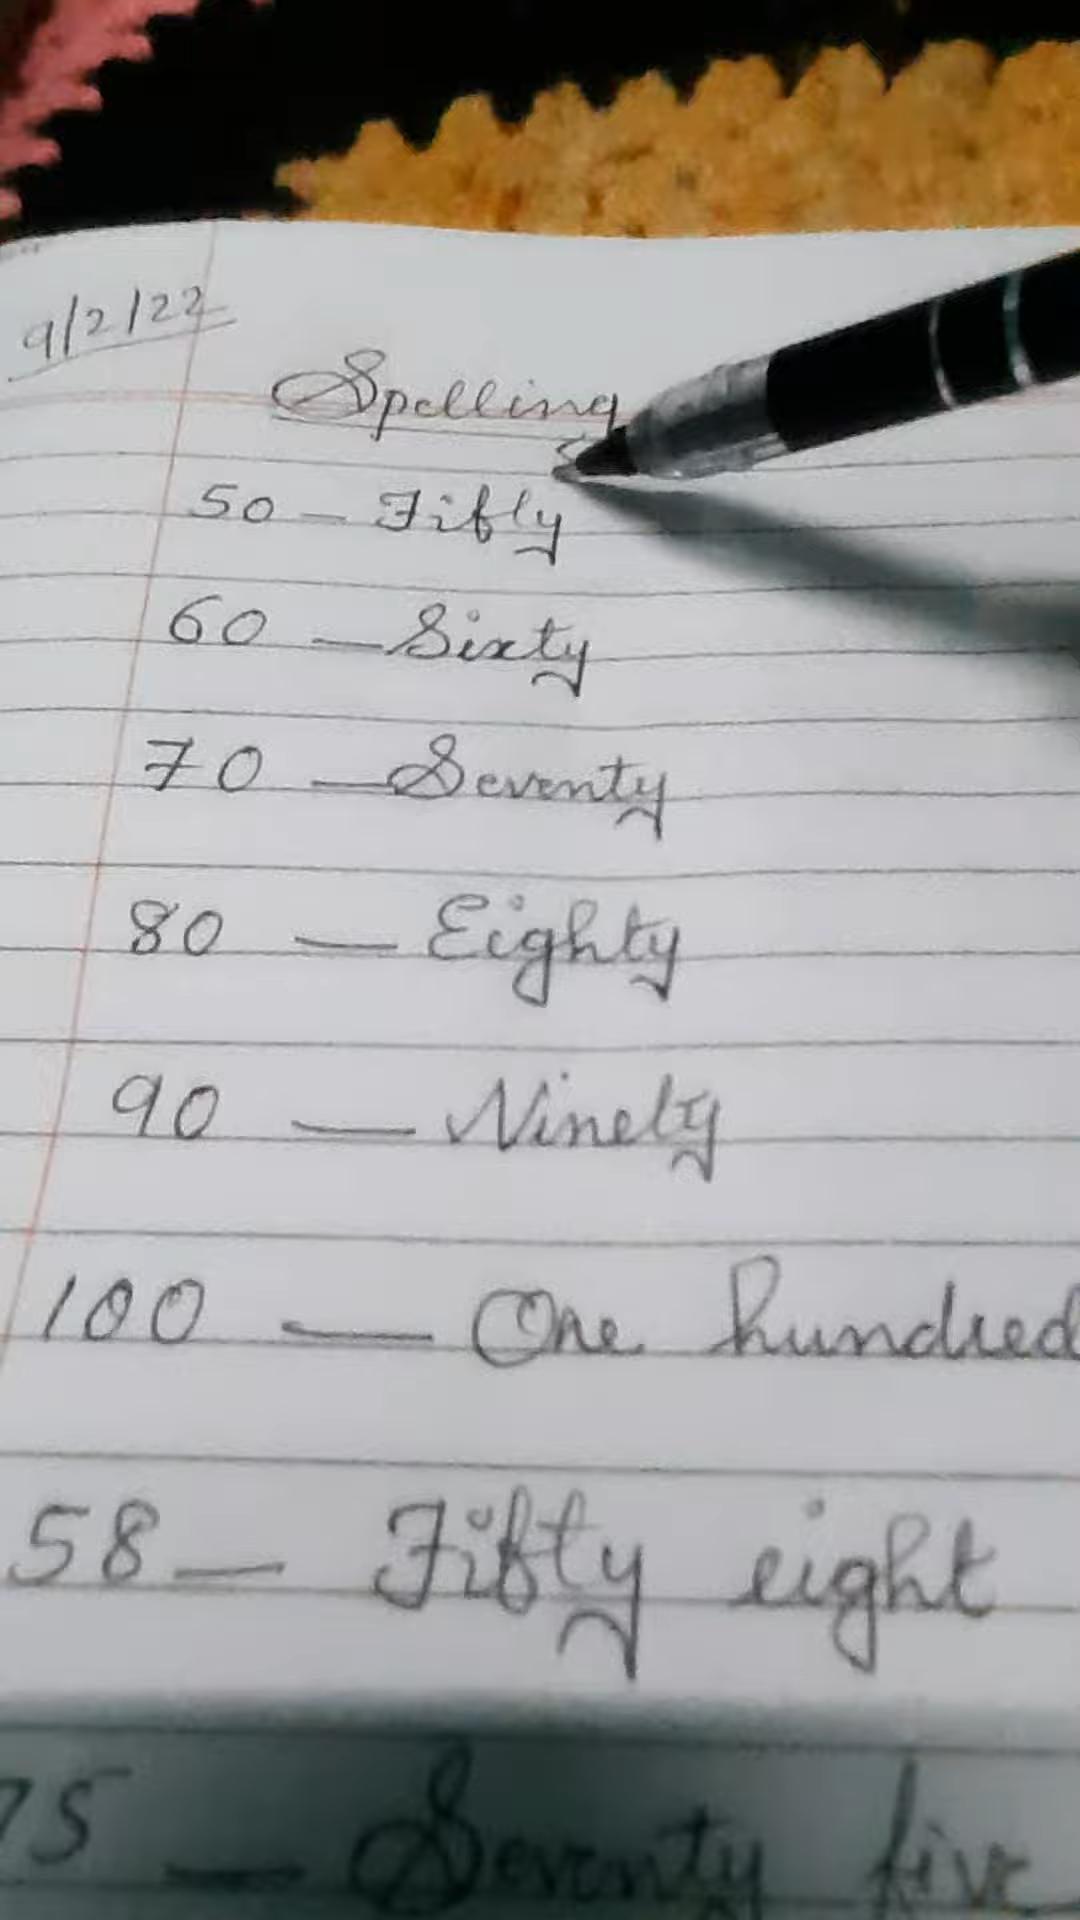 9/2/22
Spelling
50 - Fifty
60 - Sixty
70 - Seventy
80 - Eighty
90 - Ninety
100 - One hundred
58 - Fifty eight
75 - Seventy five